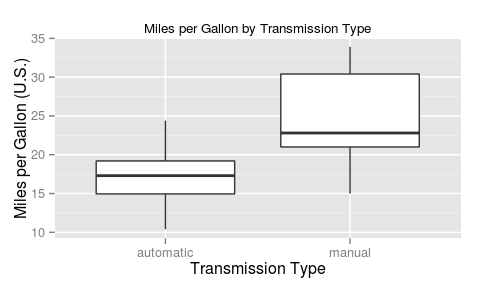 Miles per Gallon by Transmission Type
Miles per Gallon (U.S.)
35
30
25
20
15
10
automatic manual
Transmission Type